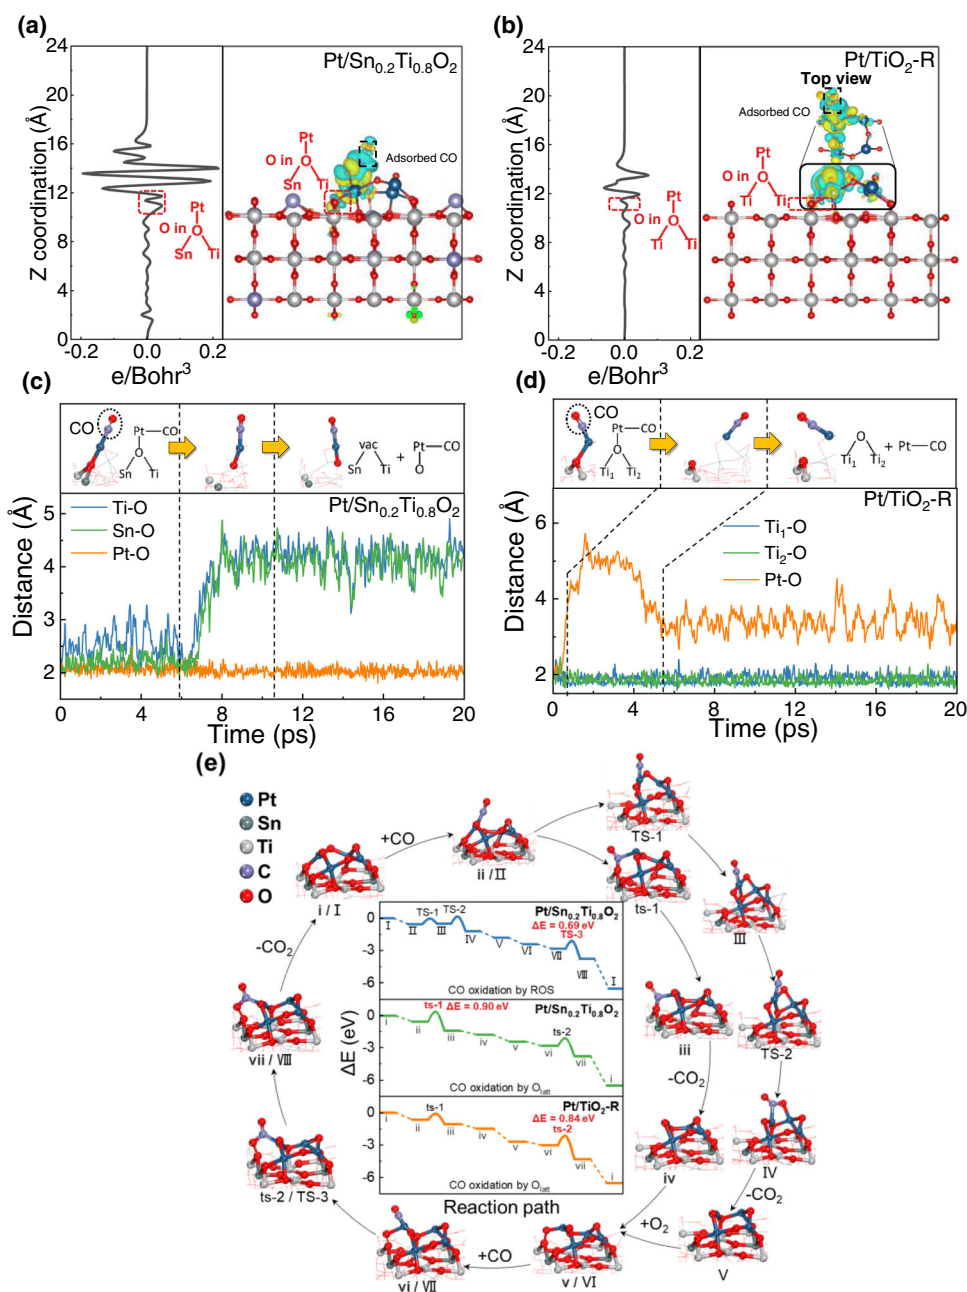 (a)
24
20
16
12
8
4
0
Z coordination (Å)
-0.2 0.0 0.2
e/Bohr³
Pt/Sn₀.₂Ti₀.₈O₂
Pt
O in
Sn Ti
Adsorbed CO
Pt
O in
Sn Ti
(b)
24
20
16
12
8
4
0
Z coordination (Å)
-0.2 0.0 0.2
e/Bohr³
Pt/TiO₂-R
Top view
Adsorbed CO
Pt
O in
Ti Ti
Pt
O in
Ti Ti
(c)
CO
Pt—CO
O
Sn Ti
vac
Sn Ti
+
Pt—CO
O
Pt/Sn₀.₂Ti₀.₈O₂
Ti-O
Sn-O
Pt-O
5
4
3
2
Distance (Å)
0 4 8 12 16 20
Time (ps)
(d)
CO
Pt—CO
O
Ti₁ Ti₂
O
Ti₁ Ti₂
+ Pt—CO
Pt/TiO₂-R
Ti₁-O
Ti₂-O
Pt-O
6
4
2
Distance (Å)
0 4 8 12 16 20
Time (ps)
(e)
Pt
Sn
Ti
C
O
i / I
+CO
ii / II
TS-1
ts-1
III
TS-2
iii
-CO₂
IV
-CO₂
iv
V
+O₂
v / VI
+CO
vi / VII
ts-2 / TS-3
vii / VIII
-CO₂
ΔE (eV)
0
-3
-6
Pt/Sn₀.₂Ti₀.₈O₂
ΔE = 0.69 eV
TS-1 TS-2 TS-3
I II III IV V VI VII VIII I
CO oxidation by ROS
0
-3
-6
Pt/Sn₀.₂Ti₀.₈O₂
ts-1 ΔE = 0.90 eV
ts-2
i ii iii iv v vi vii i
CO oxidation by Oₗₐₜₜ
0
-3
-6
Pt/TiO₂-R
ΔE = 0.84 eV
ts-1 ts-2
i ii iii iv v vi vii i
CO oxidation by Oₗₐₜₜ
Reaction path